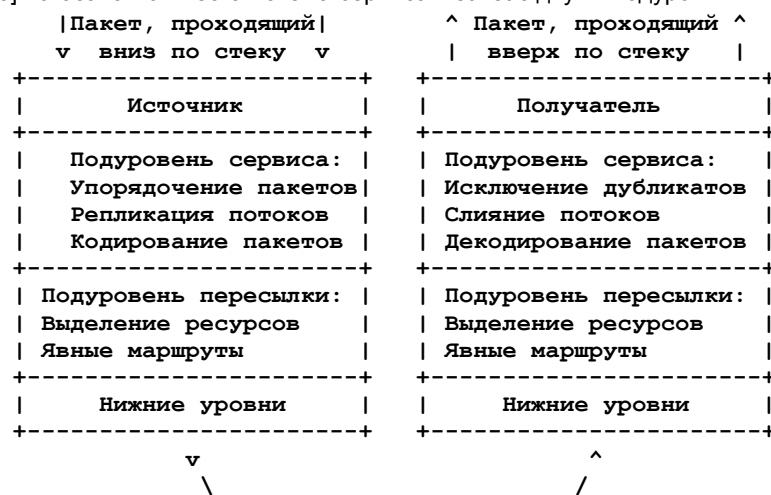 |Пакет, проходящий|    ^ Пакет, проходящий ^
v вниз по стеку v    | вверх по стеку |
+-----------------------+    +-----------------------+
| Источник |    | Получатель |
+-----------------------+    +-----------------------+
| Подуровень сервиса: |    | Подуровень сервиса: |
| Упорядочение пакетов|    | Исключение дубликатов |
| Репликация потоков |    | Слияние потоков |
| Кодирование пакетов |    | Декодирование пакетов |
+-----------------------+    +-----------------------+
| Подуровень пересылки: |    | Подуровень пересылки: |
| Выделение ресурсов |    | Выделение ресурсов |
| Явные маршруты |    | Явные маршруты |
+-----------------------+    +-----------------------+
| Нижние уровни |    | Нижние уровни |
+-----------------------+    +-----------------------+
v    ^
\    /